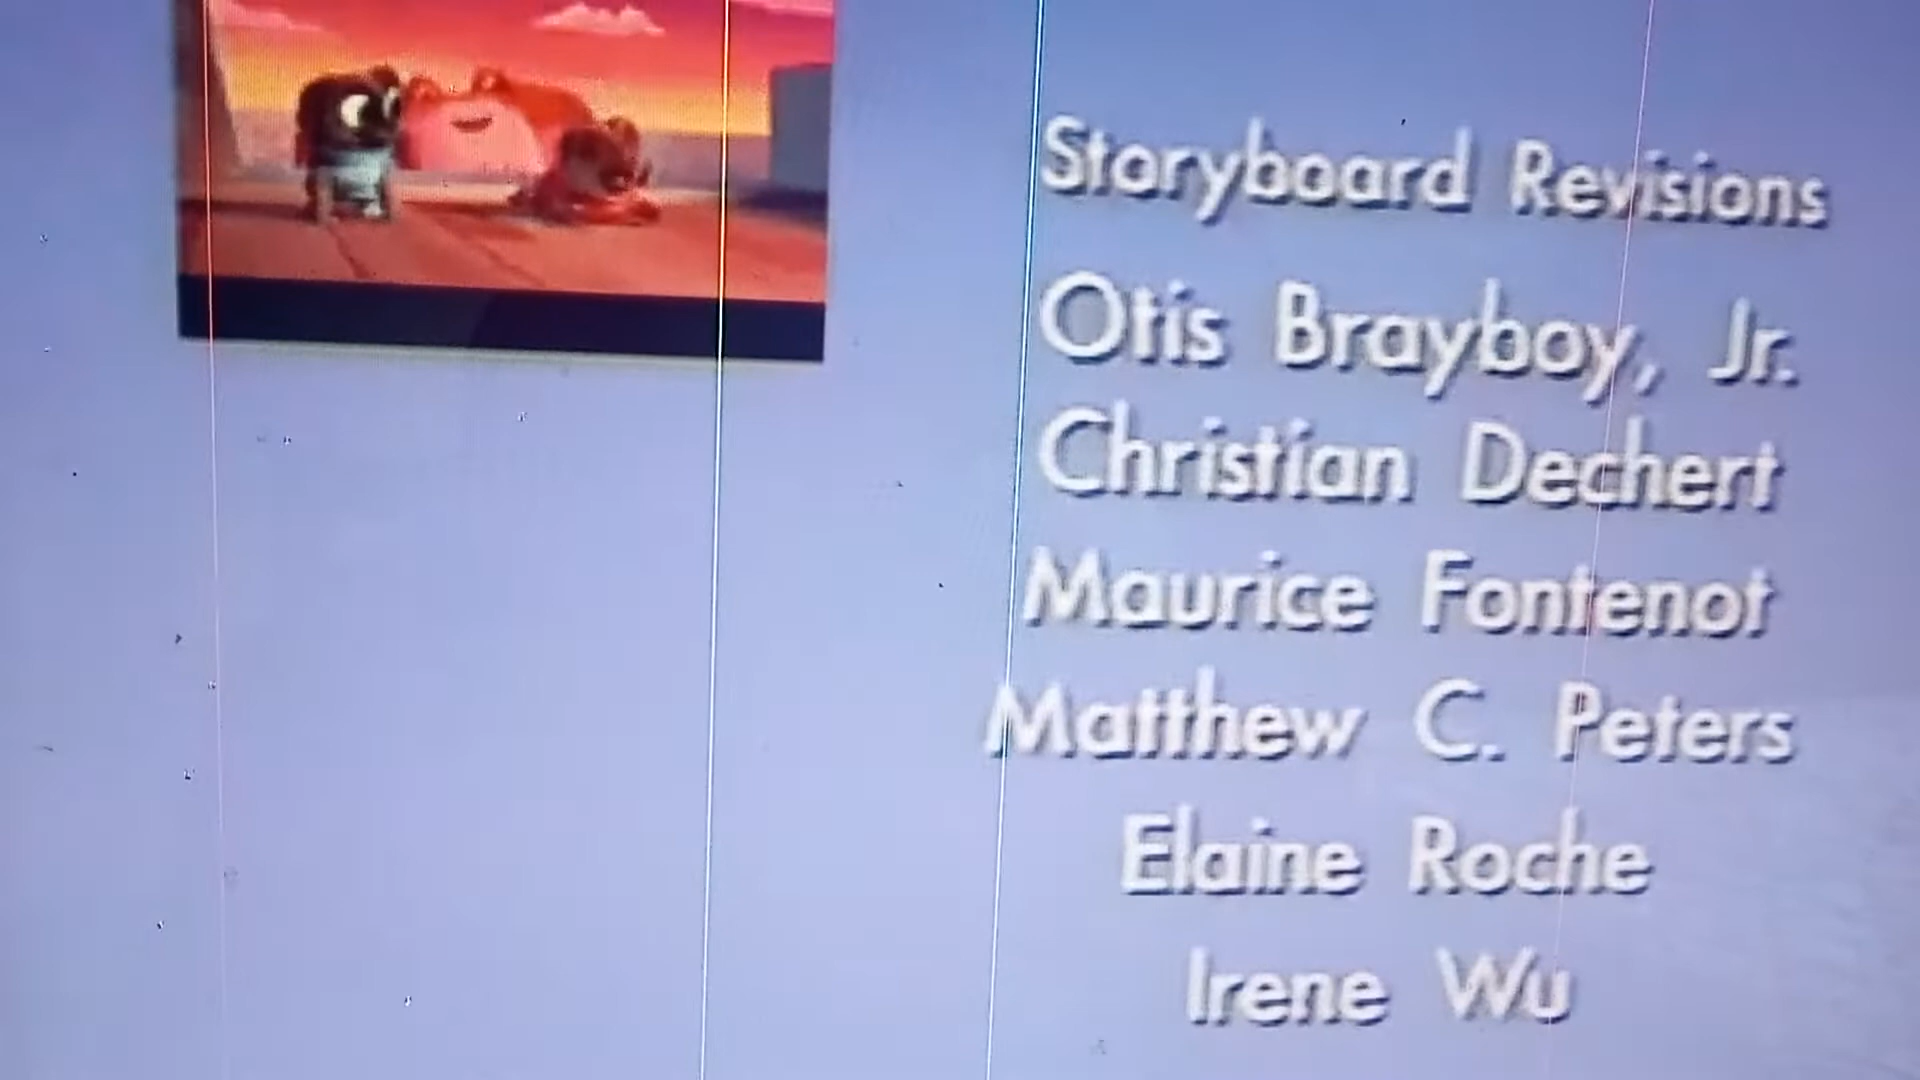 Storyboard Revisions
Otis Brayboy, Jr.
Christian Dechert
Maurice Fontenot
Matthew C. Peters
Elaine Roche
Irene Wu